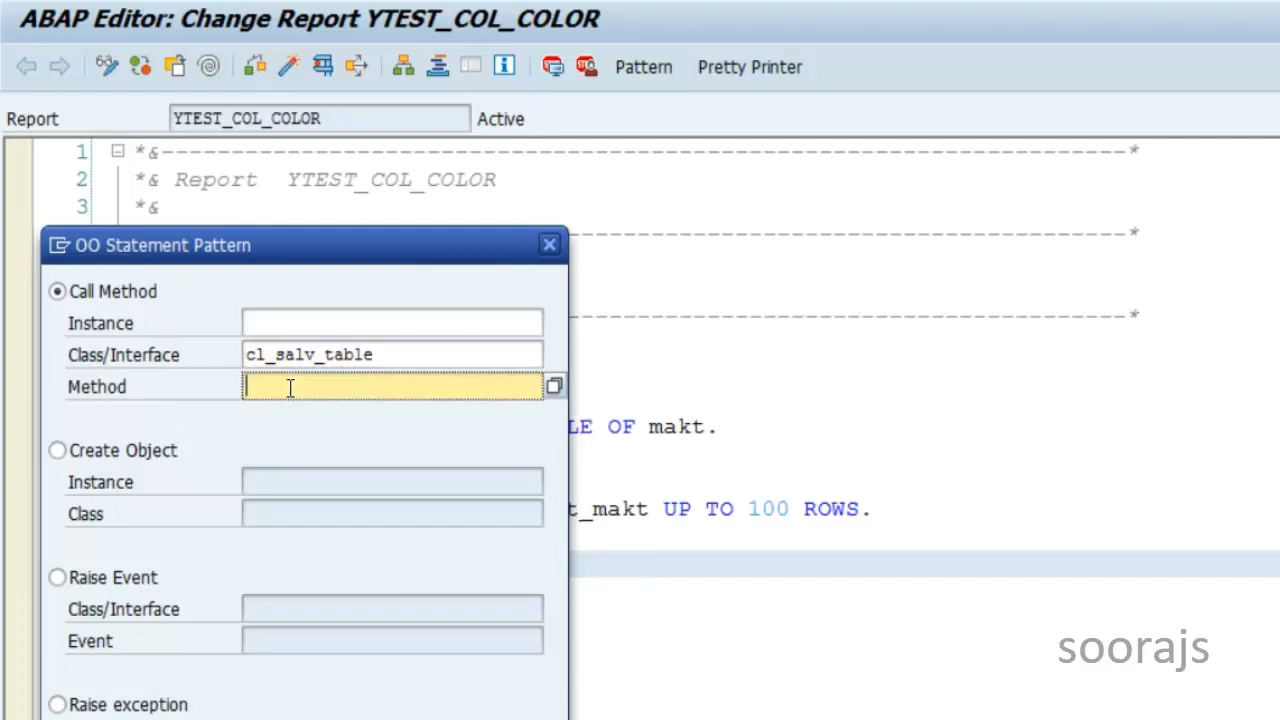 ABAP Editor: Change Report YTEST_COL_COLOR
Pattern Pretty Printer
Report YTEST_COL_COLOR Active
1 *&---------------------------------------------------------------------*
2 *& Report YTEST_COL_COLOR
3 *&
OO Statement Pattern
Call Method
Instance
Class/Interface cl_salv_table
Method
LE OF makt.
Create Object
Instance
t_makt UP TO 100 ROWS.
Class
Raise Event
Class/Interface
Event
soorajs
Raise exception